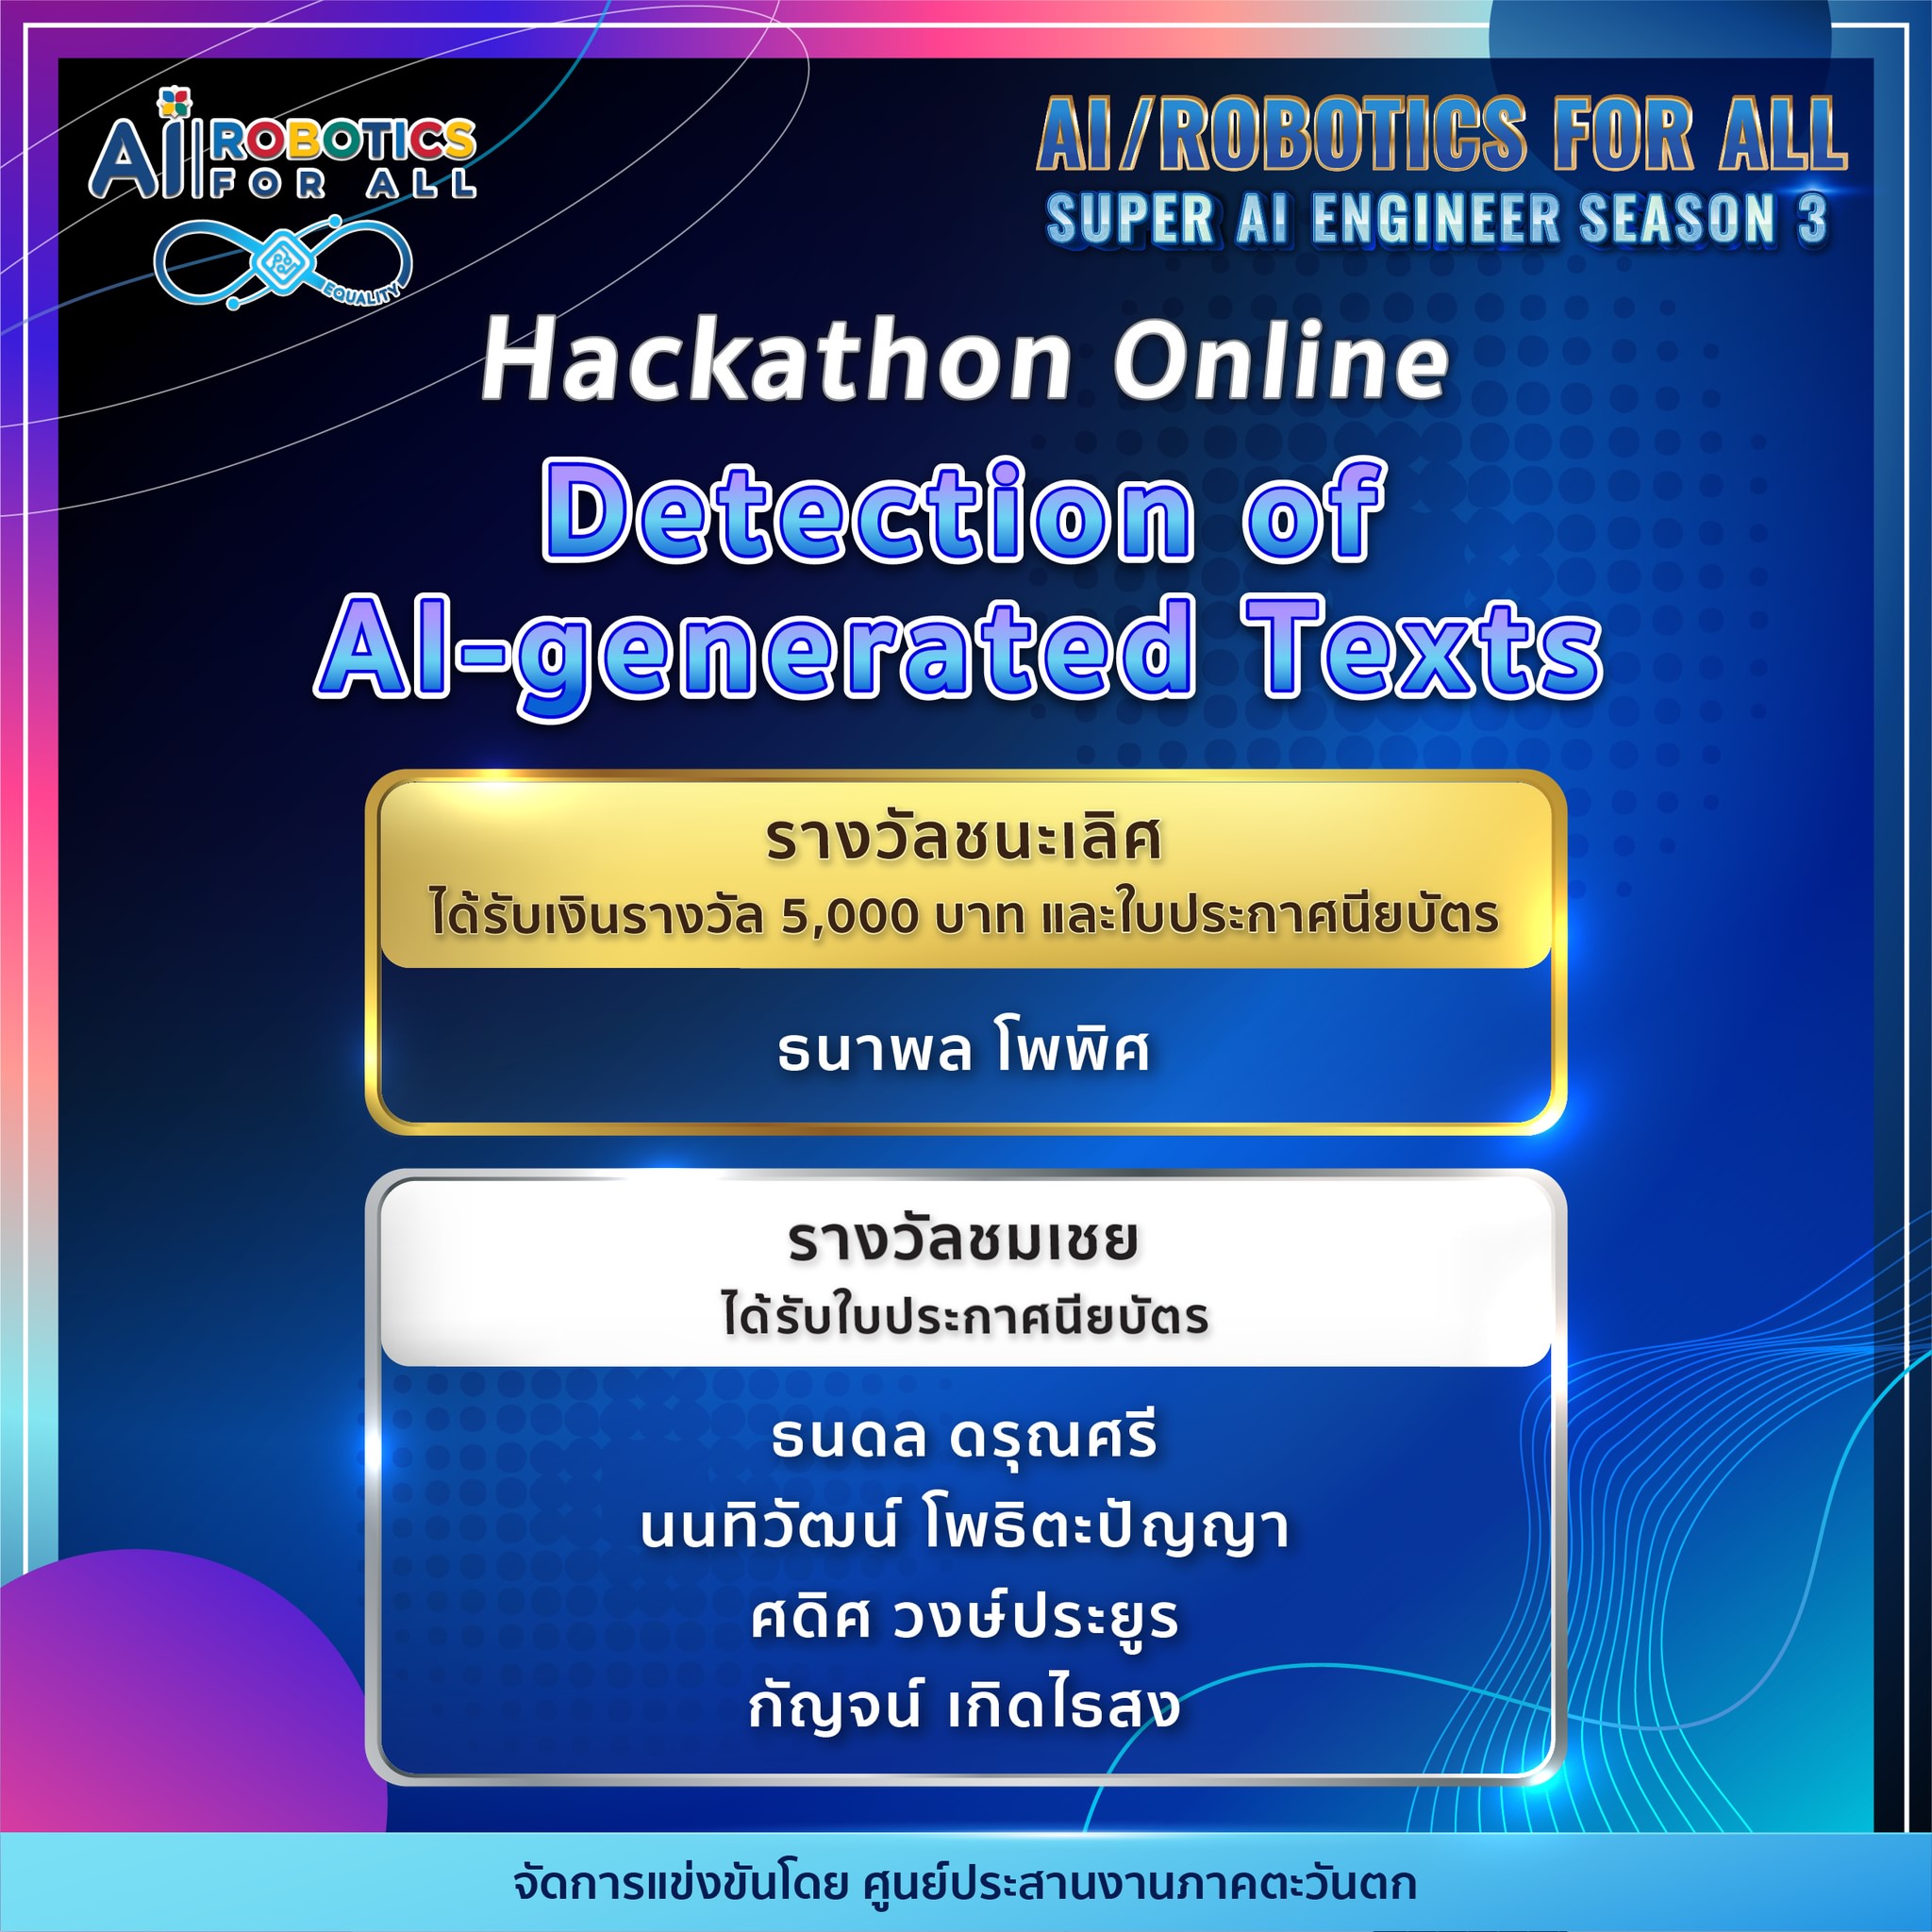 AI ROBOTICS
FOR ALL
EQUALITY
AI/ROBOTICS FOR ALL
SUPER AI ENGINEER SEASON 3
Hackathon Online
Detection of
AI-generated Texts
รางวัลชนะเลิศ
ได้รับเงินรางวัล 5,000 บาท และใบประกาศนียบัตร
ธนาพล โพพิศ
รางวัลชมเชย
ได้รับใบประกาศนียบัตร
ธนดล ดรุณศรี
นนทิวัฒน์ โพธิตะปัญญา
ศดิศ วงษ์ประยูร
กัญจน์ เกิดไธสง
จัดการแข่งขันโดย ศูนย์ประสานงานภาคตะวันตก